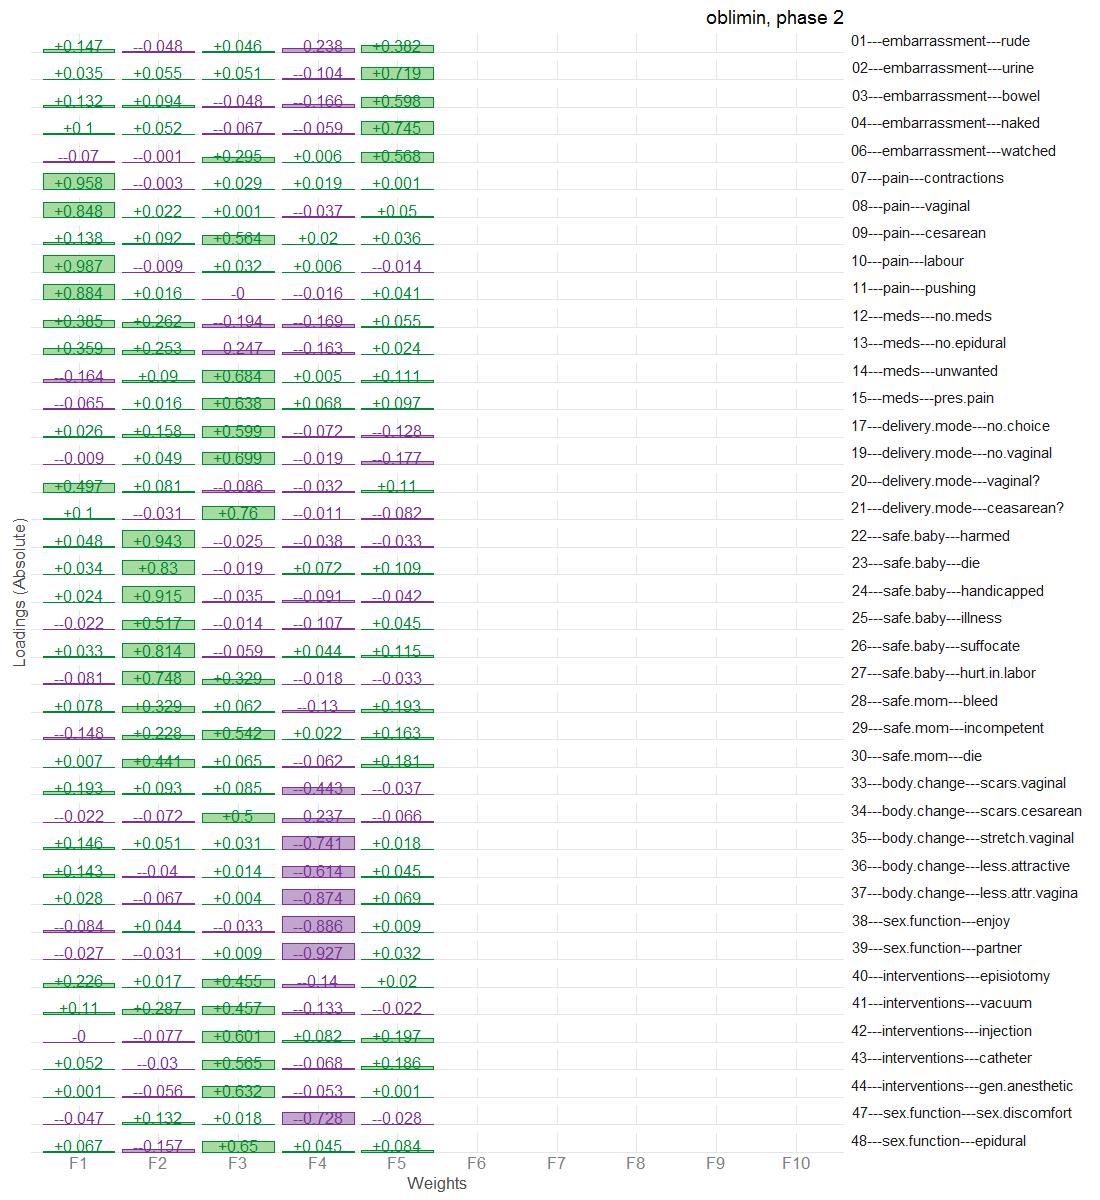 oblimin, phase 2
+0.147 --0.048 +0.046 --0.238 +0.382 01---embarrassment---rude
+0.035 +0.055 +0.051 --0.104 +0.719 02---embarrassment---urine
+0.132 +0.094 --0.048 --0.166 +0.598 03---embarrassment---bowel
+0.1 +0.052 --0.067 --0.059 +0.745 04---embarrassment---naked
--0.07 --0.001 +0.295 +0.006 +0.568 06---embarrassment---watched
+0.958 --0.003 +0.029 +0.019 +0.001 07---pain---contractions
+0.848 +0.022 +0.001 --0.037 +0.05 08---pain---vaginal
+0.138 +0.092 +0.564 +0.02 +0.036 09---pain---cesarean
+0.987 --0.009 +0.032 +0.006 --0.014 10---pain---labour
+0.884 +0.016 -0 --0.016 +0.041 11---pain---pushing
+0.385 +0.262 --0.194 --0.169 +0.055 12---meds---no.meds
+0.359 +0.253 --0.247 --0.163 +0.024 13---meds---no.epidural
--0.164 +0.09 +0.684 +0.005 +0.111 14---meds---unwanted
--0.065 +0.016 +0.638 +0.068 +0.097 15---meds---pres.pain
+0.026 +0.158 +0.599 --0.072 --0.128 17---delivery.mode---no.choice
--0.009 +0.049 +0.699 --0.019 --0.177 19---delivery.mode---no.vaginal
+0.497 +0.081 --0.086 --0.032 +0.11 20---delivery.mode---vaginal?
+0.1 --0.031 +0.76 --0.011 --0.082 21---delivery.mode---ceasarean?
+0.048 +0.943 --0.025 --0.038 --0.033 22---safe.baby---harmed
+0.034 +0.83 --0.019 +0.072 +0.109 23---safe.baby---die
+0.024 +0.915 --0.035 --0.091 --0.042 24---safe.baby---handicapped
--0.022 +0.517 --0.014 --0.107 +0.045 25---safe.baby---illness
+0.033 +0.814 --0.059 +0.044 +0.115 26---safe.baby---suffocate
--0.081 +0.748 +0.329 --0.018 --0.033 27---safe.baby---hurt.in.labor
+0.078 +0.329 +0.062 --0.13 +0.193 28---safe.mom---bleed
--0.148 +0.228 +0.542 +0.022 +0.163 29---safe.mom---incompetent
+0.007 +0.441 +0.065 --0.062 +0.181 30---safe.mom---die
+0.193 +0.093 +0.085 --0.443 --0.037 33---body.change---scars.vaginal
--0.022 --0.072 +0.5 --0.237 --0.066 34---body.change---scars.cesarean
+0.146 +0.051 +0.031 --0.741 +0.018 35---body.change---stretch.vaginal
+0.143 --0.04 +0.014 --0.614 +0.045 36---body.change---less.attractive
+0.028 --0.067 +0.004 --0.874 +0.069 37---body.change---less.attr.vagina
--0.084 +0.044 --0.033 --0.886 +0.009 38---sex.function---enjoy
--0.027 --0.031 +0.009 --0.927 +0.032 39---sex.function---partner
+0.226 +0.017 +0.455 --0.14 +0.02 40---interventions---episiotomy
+0.11 +0.287 +0.457 --0.133 --0.022 41---interventions---vacuum
-0 --0.077 +0.601 +0.082 +0.197 42---interventions---injection
+0.052 --0.03 +0.565 --0.068 +0.186 43---interventions---catheter
+0.001 --0.056 +0.632 --0.053 +0.001 44---interventions---gen.anesthetic
--0.047 +0.132 +0.018 --0.728 --0.028 47---sex.function---sex.discomfort
+0.067 --0.157 +0.65 +0.045 +0.084 48---sex.function---epidural
F1 F2 F3 F4 F5 F6 F7 F8 F9 F10
Weights
Loadings (Absolute)